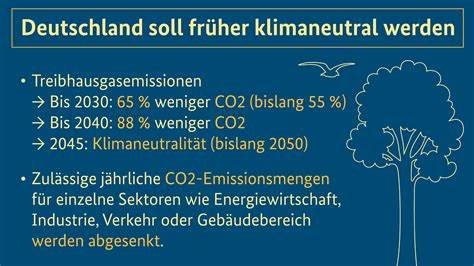 Deutschland soll früher klimaneutral werden
• Treibhausgasemissionen
→ Bis 2030: 65 % weniger CO2 (bislang 55 %)
→ Bis 2040: 88 % weniger CO2
→ 2045: Klimaneutralität (bislang 2050)
• Zulässige jährliche CO2-Emissionsmengen
für einzelne Sektoren wie Energiewirtschaft,
Industrie, Verkehr oder Gebäudebereich
werden abgesenkt.